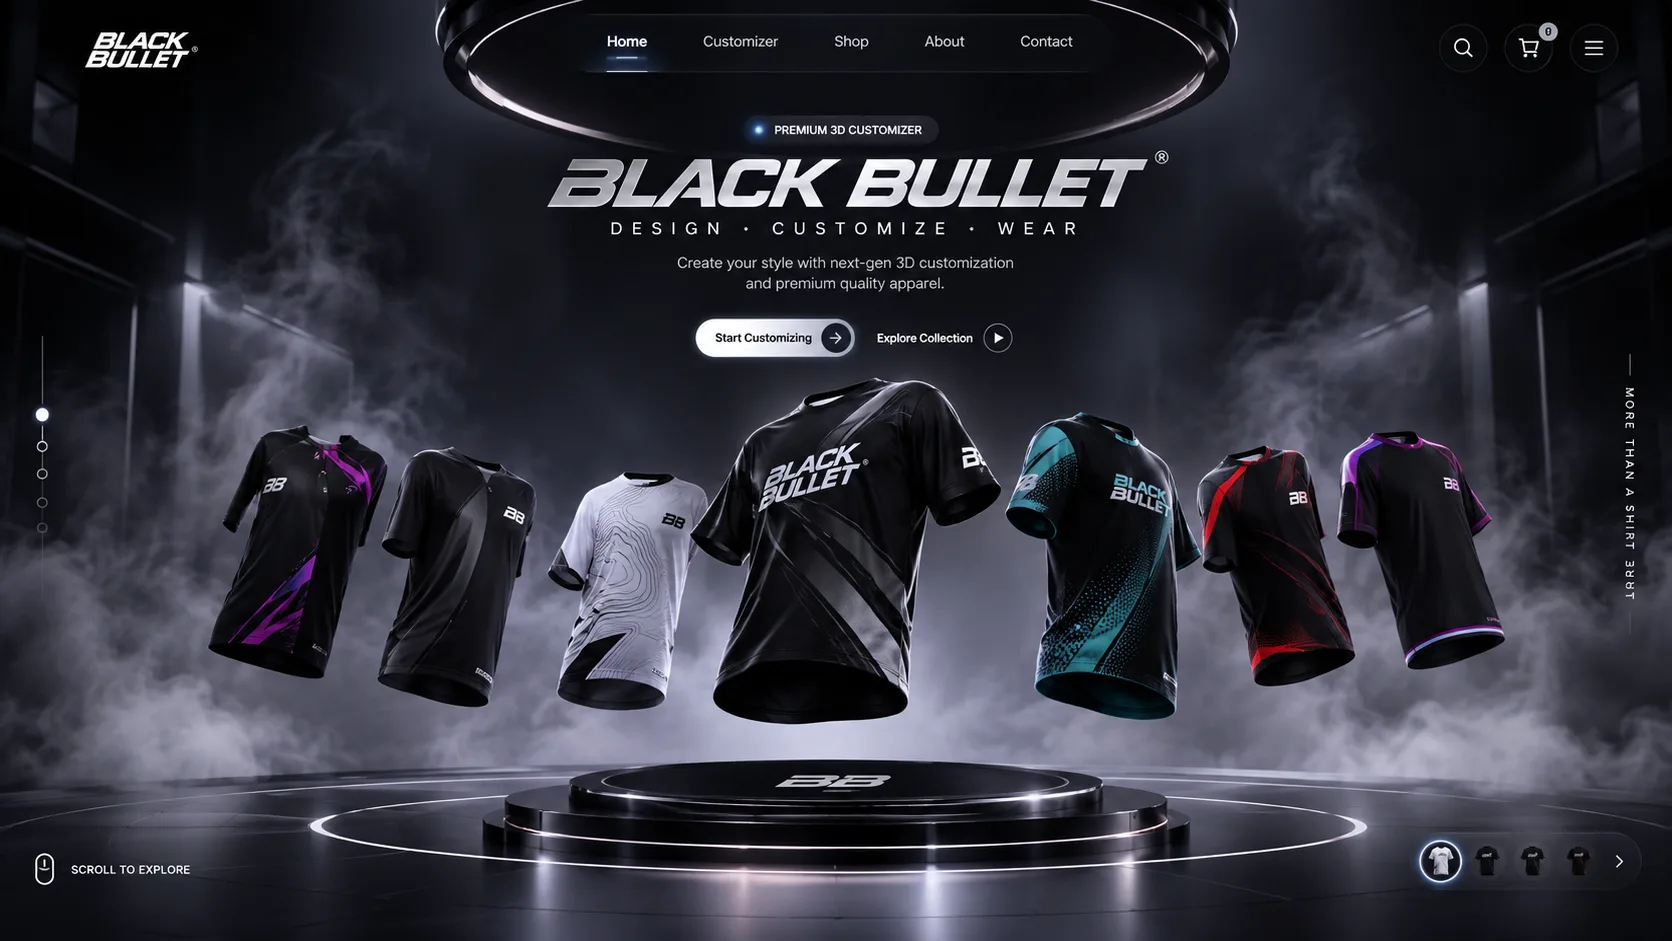 BLACK
BULLET®
Home
Customizer
Shop
About
Contact
0
PREMIUM 3D CUSTOMIZER
BLACK BULLET®
DESIGN • CUSTOMIZE • WEAR
Create your style with next-gen 3D customization
and premium quality apparel.
Start Customizing
Explore Collection
BB
BB
BB
BLACK
BULLET®
BLACK
BULLET
BB
BB
MORE THAN A SHIRT
BB
SCROLL TO EXPLORE